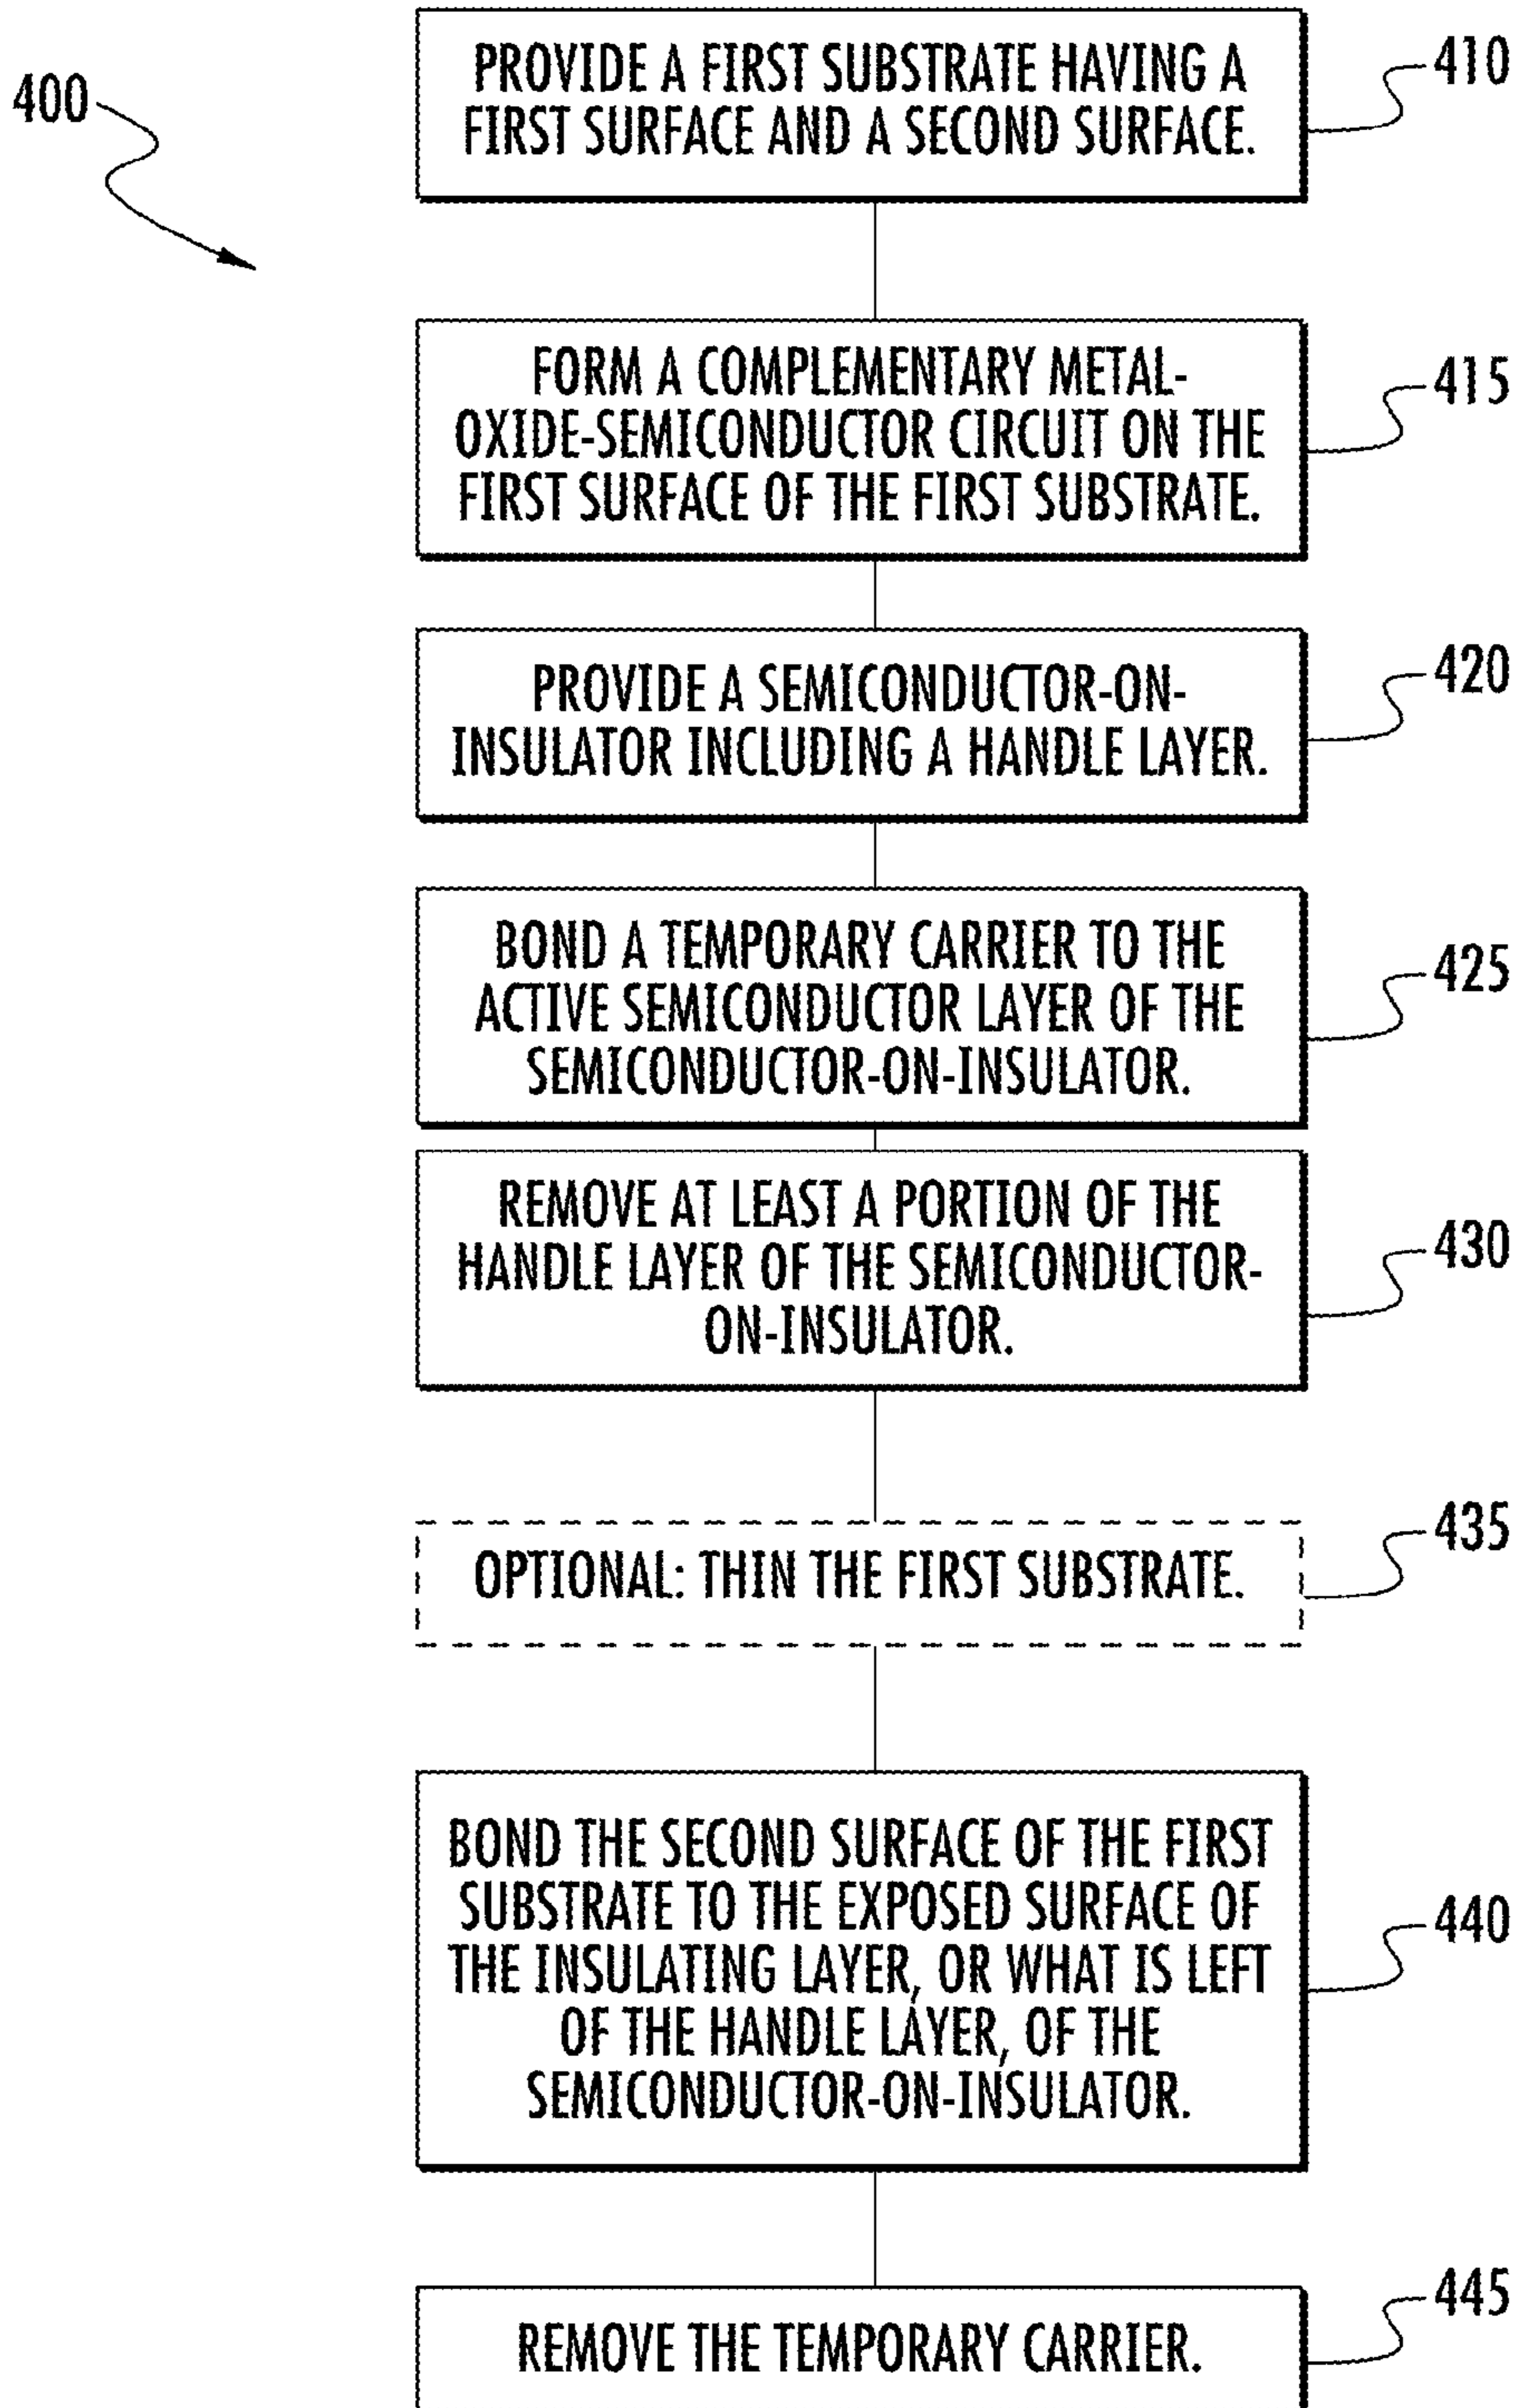 400
PROVIDE A FIRST SUBSTRATE HAVING A
FIRST SURFACE AND A SECOND SURFACE.
410
FORM A COMPLEMENTARY METAL-
OXIDE-SEMICONDUCTOR CIRCUIT ON THE
FIRST SURFACE OF THE FIRST SUBSTRATE.
415
PROVIDE A SEMICONDUCTOR-ON-
INSULATOR INCLUDING A HANDLE LAYER.
420
BOND A TEMPORARY CARRIER TO THE
ACTIVE SEMICONDUCTOR LAYER OF THE
SEMICONDUCTOR-ON-INSULATOR.
425
REMOVE AT LEAST A PORTION OF THE
HANDLE LAYER OF THE SEMICONDUCTOR-
ON-INSULATOR.
430
OPTIONAL: THIN THE FIRST SUBSTRATE.
435
BOND THE SECOND SURFACE OF THE FIRST
SUBSTRATE TO THE EXPOSED SURFACE OF
THE INSULATING LAYER, OR WHAT IS LEFT
OF THE HANDLE LAYER, OF THE
SEMICONDUCTOR-ON-INSULATOR.
440
REMOVE THE TEMPORARY CARRIER.
445